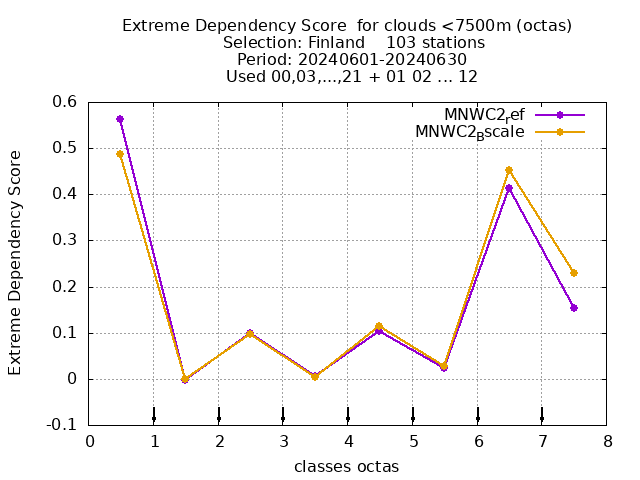 Extreme Dependency Score  for clouds <7500m (octas)
Selection: Finland    103 stations
Period: 20240601-20240630
Used 00,03,...,21 + 01 02 ... 12
MNWC2ref
MNWC2Bscale
0.6
0.5
0.4
0.3
0.2
0.1
0
-0.1
Extreme Dependency Score
0 1 2 3 4 5 6 7 8
classes octas